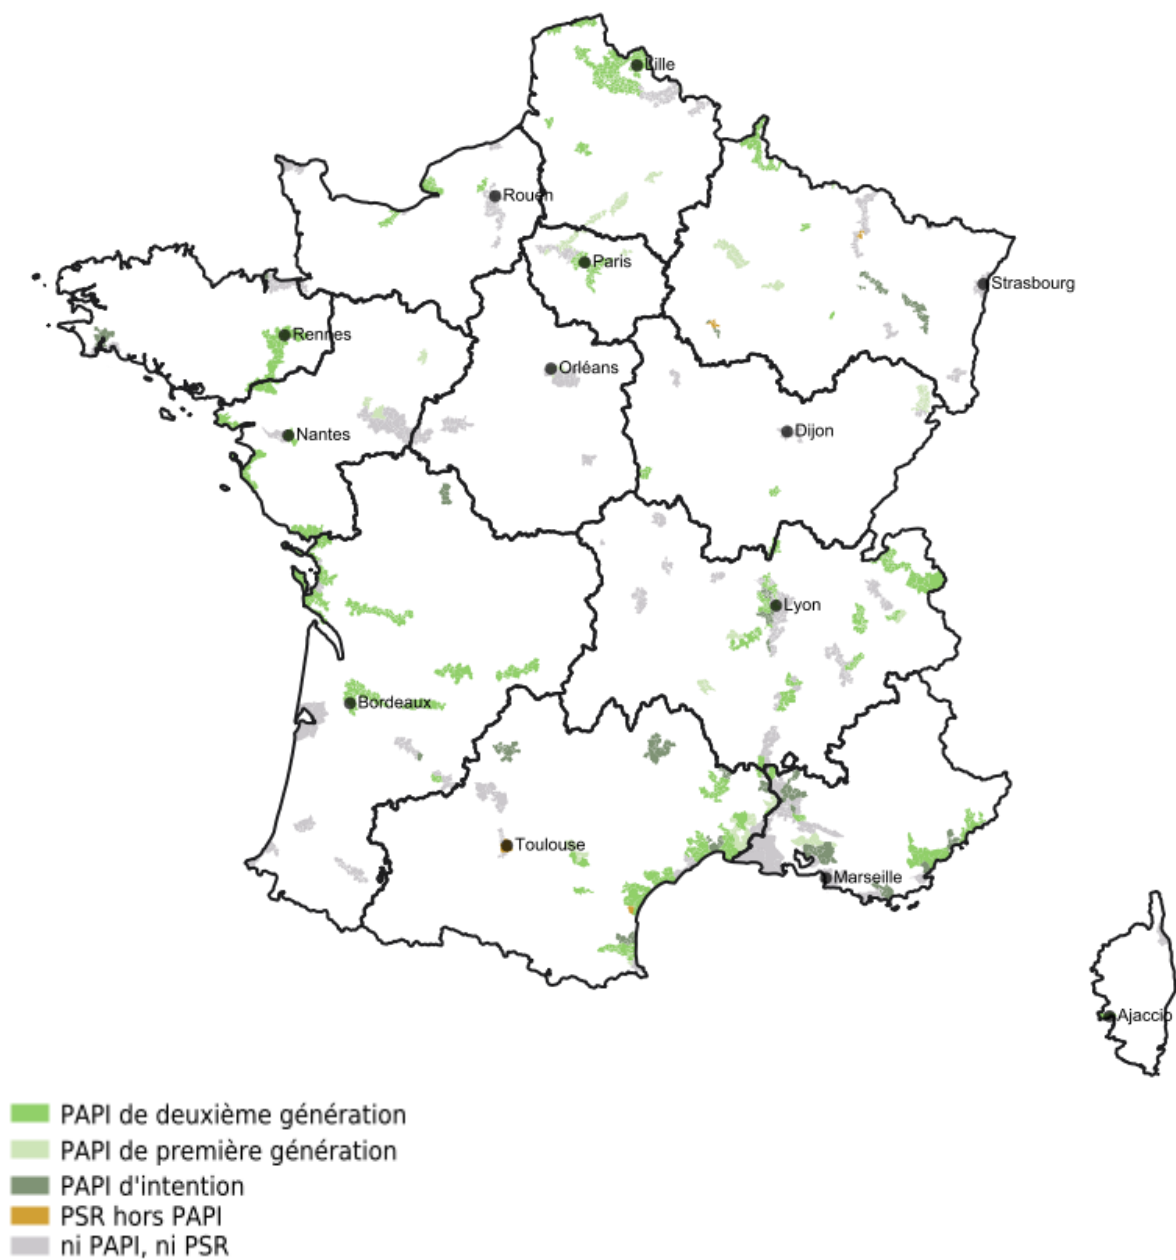 Lille
Rouen
Paris
Strasbourg
Rennes
Orléans
Nantes
Dijon
Lyon
Bordeaux
Toulouse
Marseille
Ajaccio
PAPI de deuxième génération
PAPI de première génération
PAPI d'intention
PSR hors PAPI
ni PAPI, ni PSR